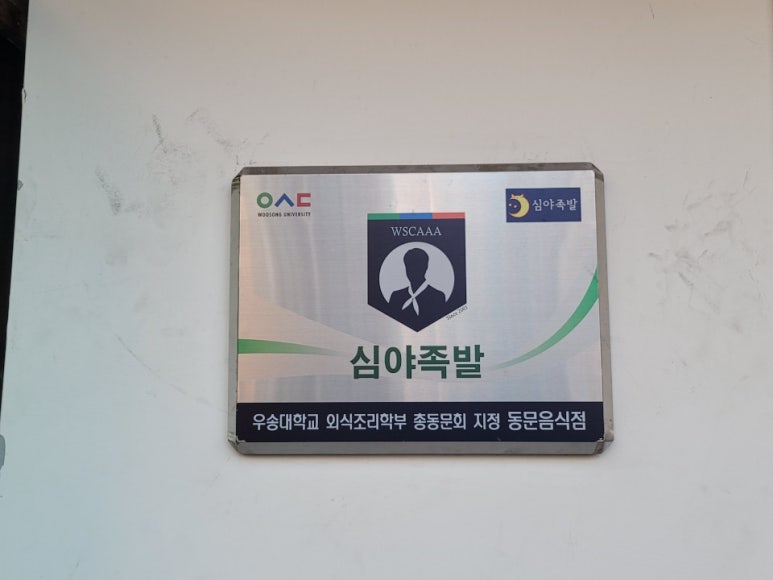 ㅇㅅㄷ
WOOSONG UNIVERSITY
심야족발
WSCAAA
심야족발
우송대학교 외식조리학부 총동문회 지정 동문음식점